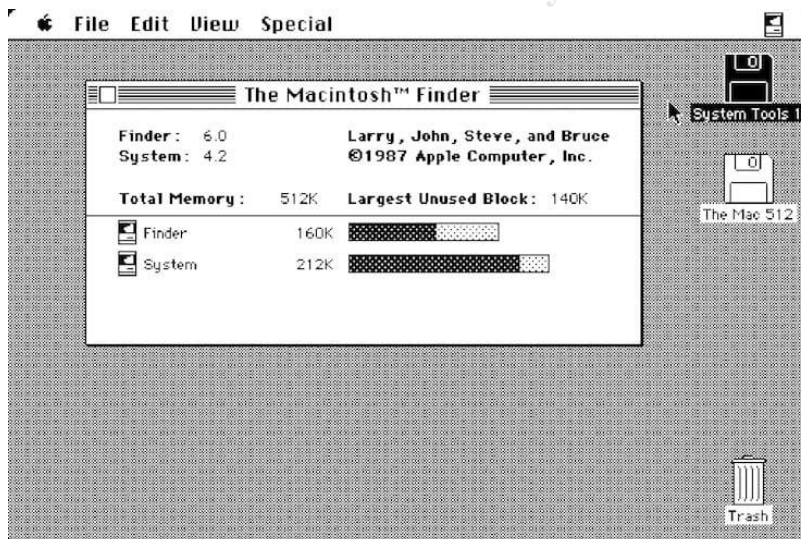 File Edit View Special
The Macintosh™ Finder
Finder: 6.0
Larry, John, Steve, and Bruce
System: 4.2
©1987 Apple Computer, Inc.
Total Memory: 512K
Largest Unused Block: 140K
Finder 160K
System 212K
System Tools 1
The Mac 512
Trash